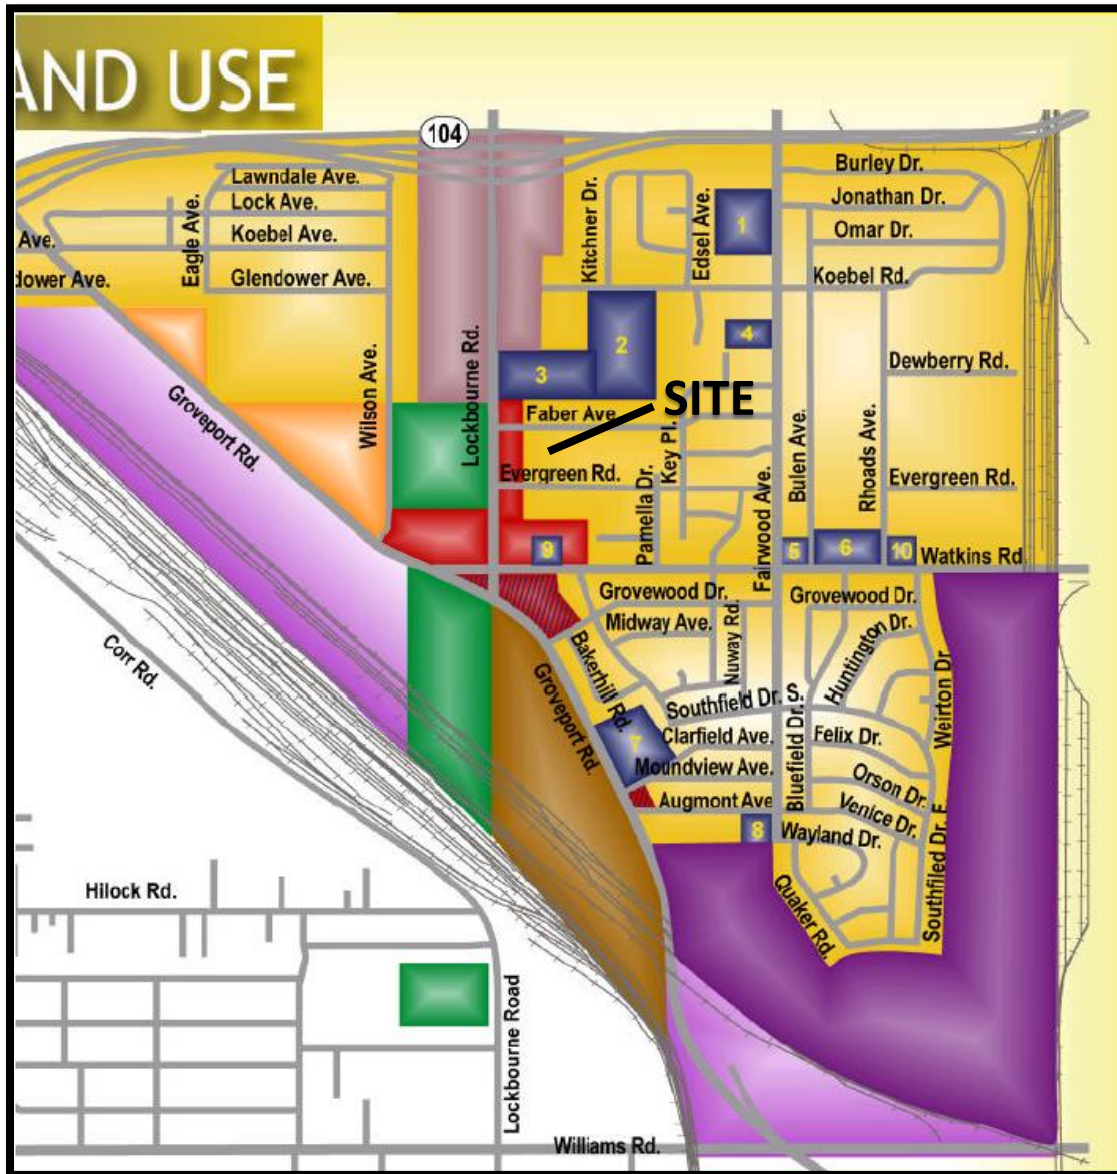 AND USE
104
Lawndale Ave.
Lock Ave.
Ave.
Koebel Ave.
dower Ave.
Glendower Ave.
Eagle Ave.
Wilson Ave.
Lockbourne Rd.
Kitchner Dr.
Edsel Ave.
1
Burley Dr.
Jonathan Dr.
Omar Dr.
Koebel Rd.
2
3
4
Dewberry Rd.
SITE
Faber Ave
Evergreen Rd.
Key Pl.
Pamella Dr.
Fairwood Ave.
Bulen Ave.
Rhoads Ave.
Evergreen Rd.
Groveport Rd.
9
5
6
10
Watkins Rd
Grovewood Dr.
Grovewood Dr.
Midway Ave.
Nuway Rd.
Huntington Dr.
Weirton Dr
Bakerhill Rd.
Groveport Rd.
Corr Rd.
Southfield Dr. S.
7
Clarfield Ave.
Moundview Ave.
Augmont Ave
Bluefield Dr.
Felix Dr.
Orson Dr.
Venice Dr.
8
Wayland Dr.
Quaker Rd.
Southfiled Dr. E.
Hilock Rd.
Lockbourne Road
Williams Rd.